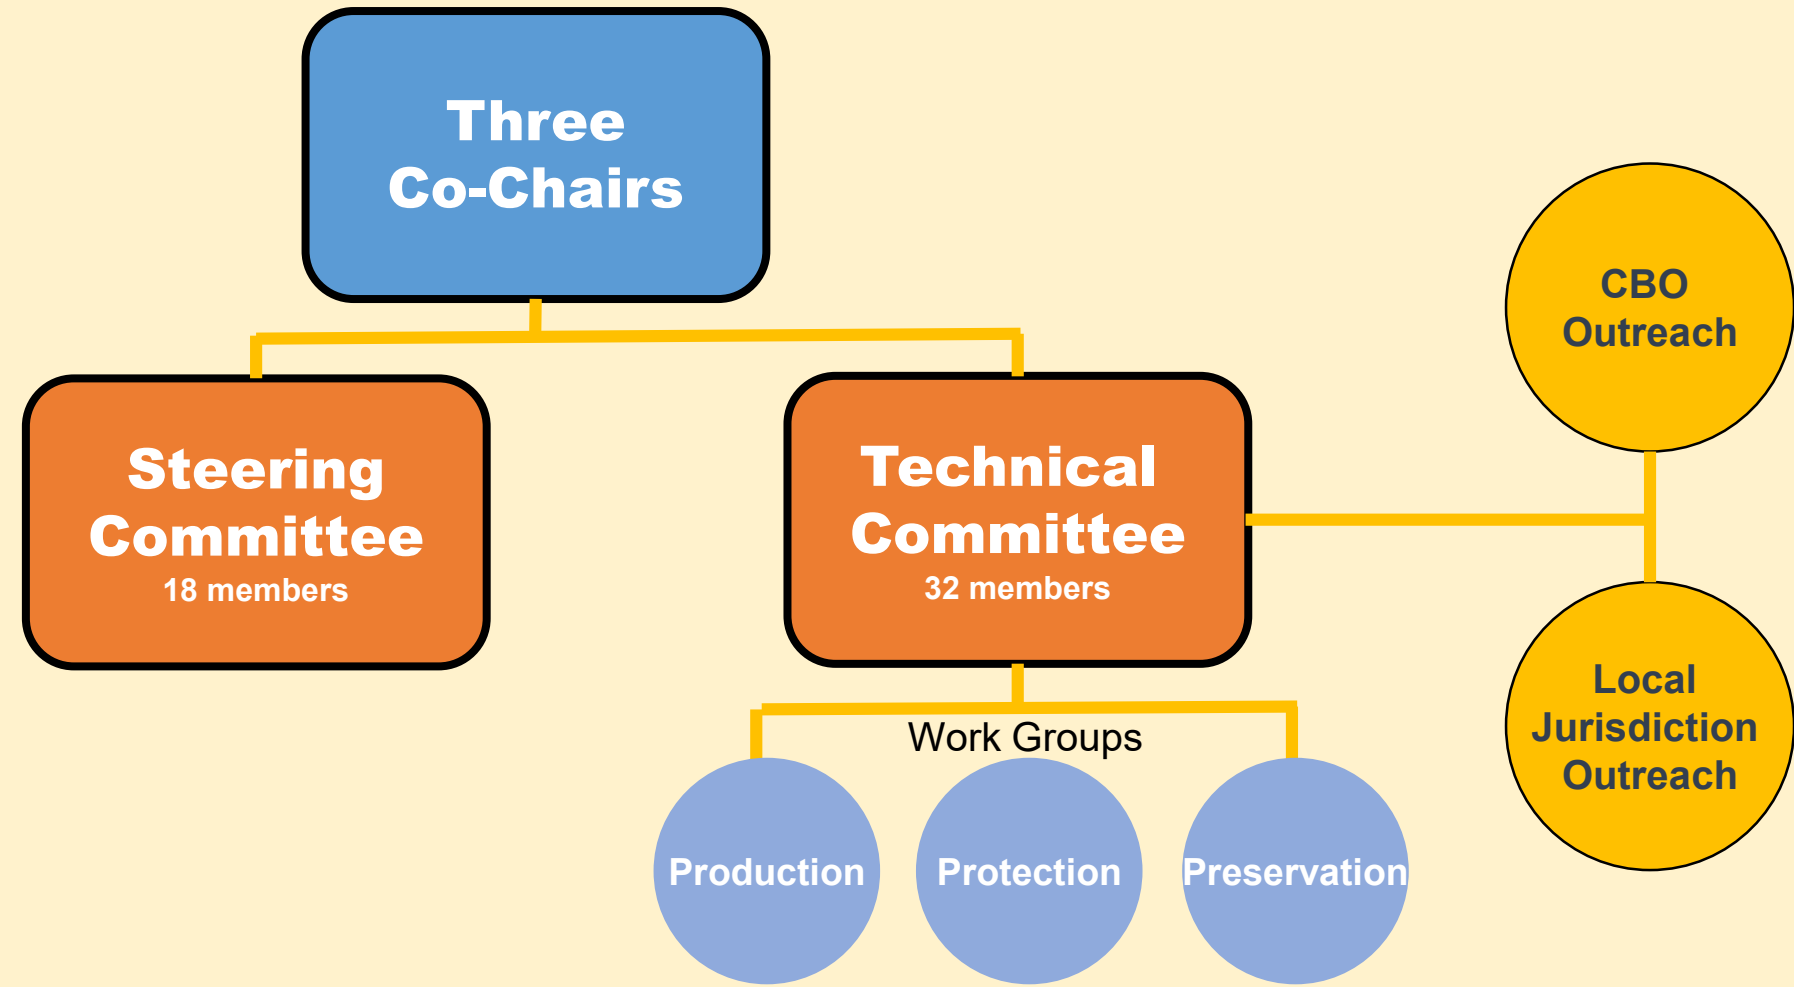 Three
Co-Chairs
Steering
Committee
18 members
Technical
Committee
32 members
CBO
Outreach
Local
Jurisdiction
Outreach
Work Groups
Production
Protection
Preservation